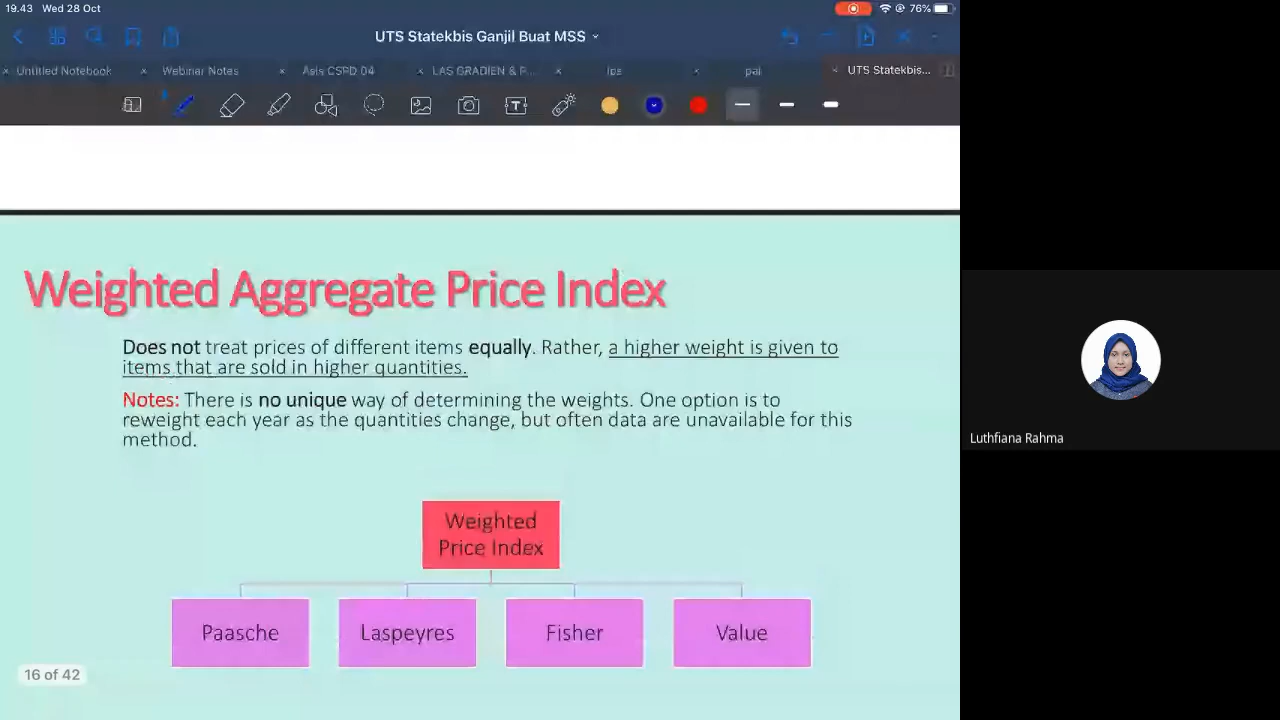 19.43 Wed 28 Oct
76%
UTS Statekbis Ganjil Buat MSS
Untitled Notebook
Webinar Notes
Asis CSPD 04
LAS GRADIEN & P...
ips
pai
UTS Statekbis...
Weighted Aggregate Price Index
Does not treat prices of different items equally. Rather, a higher weight is given to
items that are sold in higher quantities.
Notes: There is no unique way of determining the weights. One option is to
reweight each year as the quantities change, but often data are unavailable for this
method.
Weighted
Price Index
Paasche
Laspeyres
Fisher
Value
16 of 42
Luthfiana Rahma